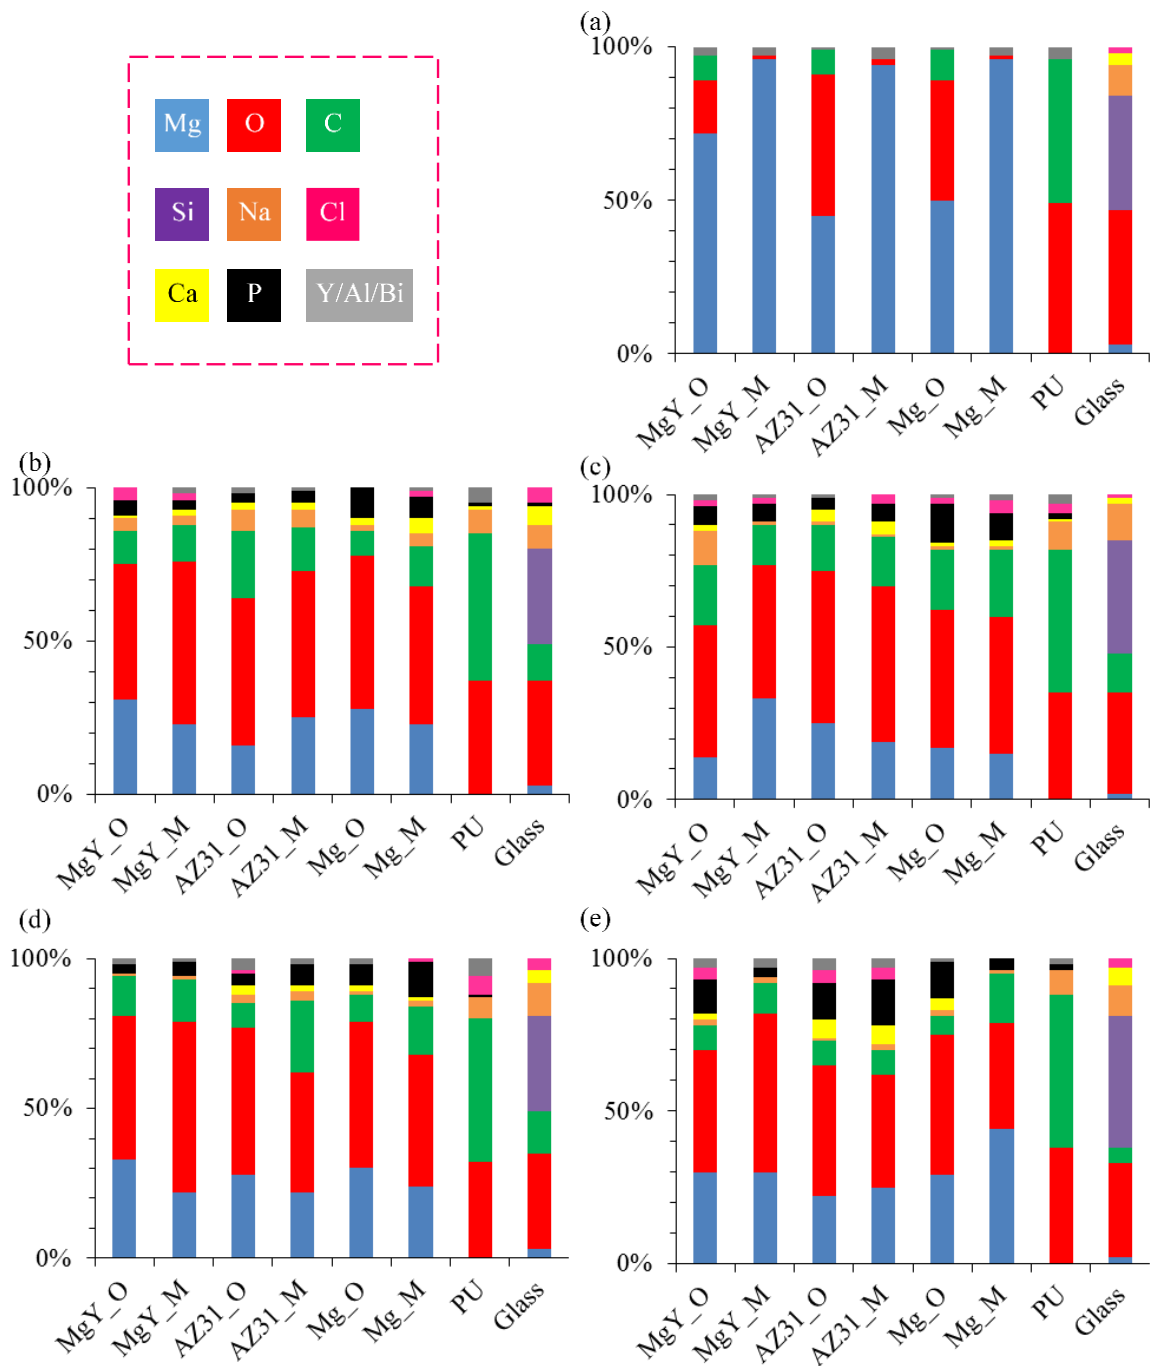 (a)
Mg O C
Si Na Cl
Ca P Y/Al/Bi
100%
50%
0%
MgY_O MgY_M AZ31_O AZ31_M Mg_O Mg_M PU Glass
(b)
100%
50%
0%
MgY_O MgY_M AZ31_O AZ31_M Mg_O Mg_M PU Glass
(c)
100%
50%
0%
MgY_O MgY_M AZ31_O AZ31_M Mg_O Mg_M PU Glass
(d)
100%
50%
0%
MgY_O MgY_M AZ31_O AZ31_M Mg_O Mg_M PU Glass
(e)
100%
50%
0%
MgY_O MgY_M AZ31_O AZ31_M Mg_O Mg_M PU Glass